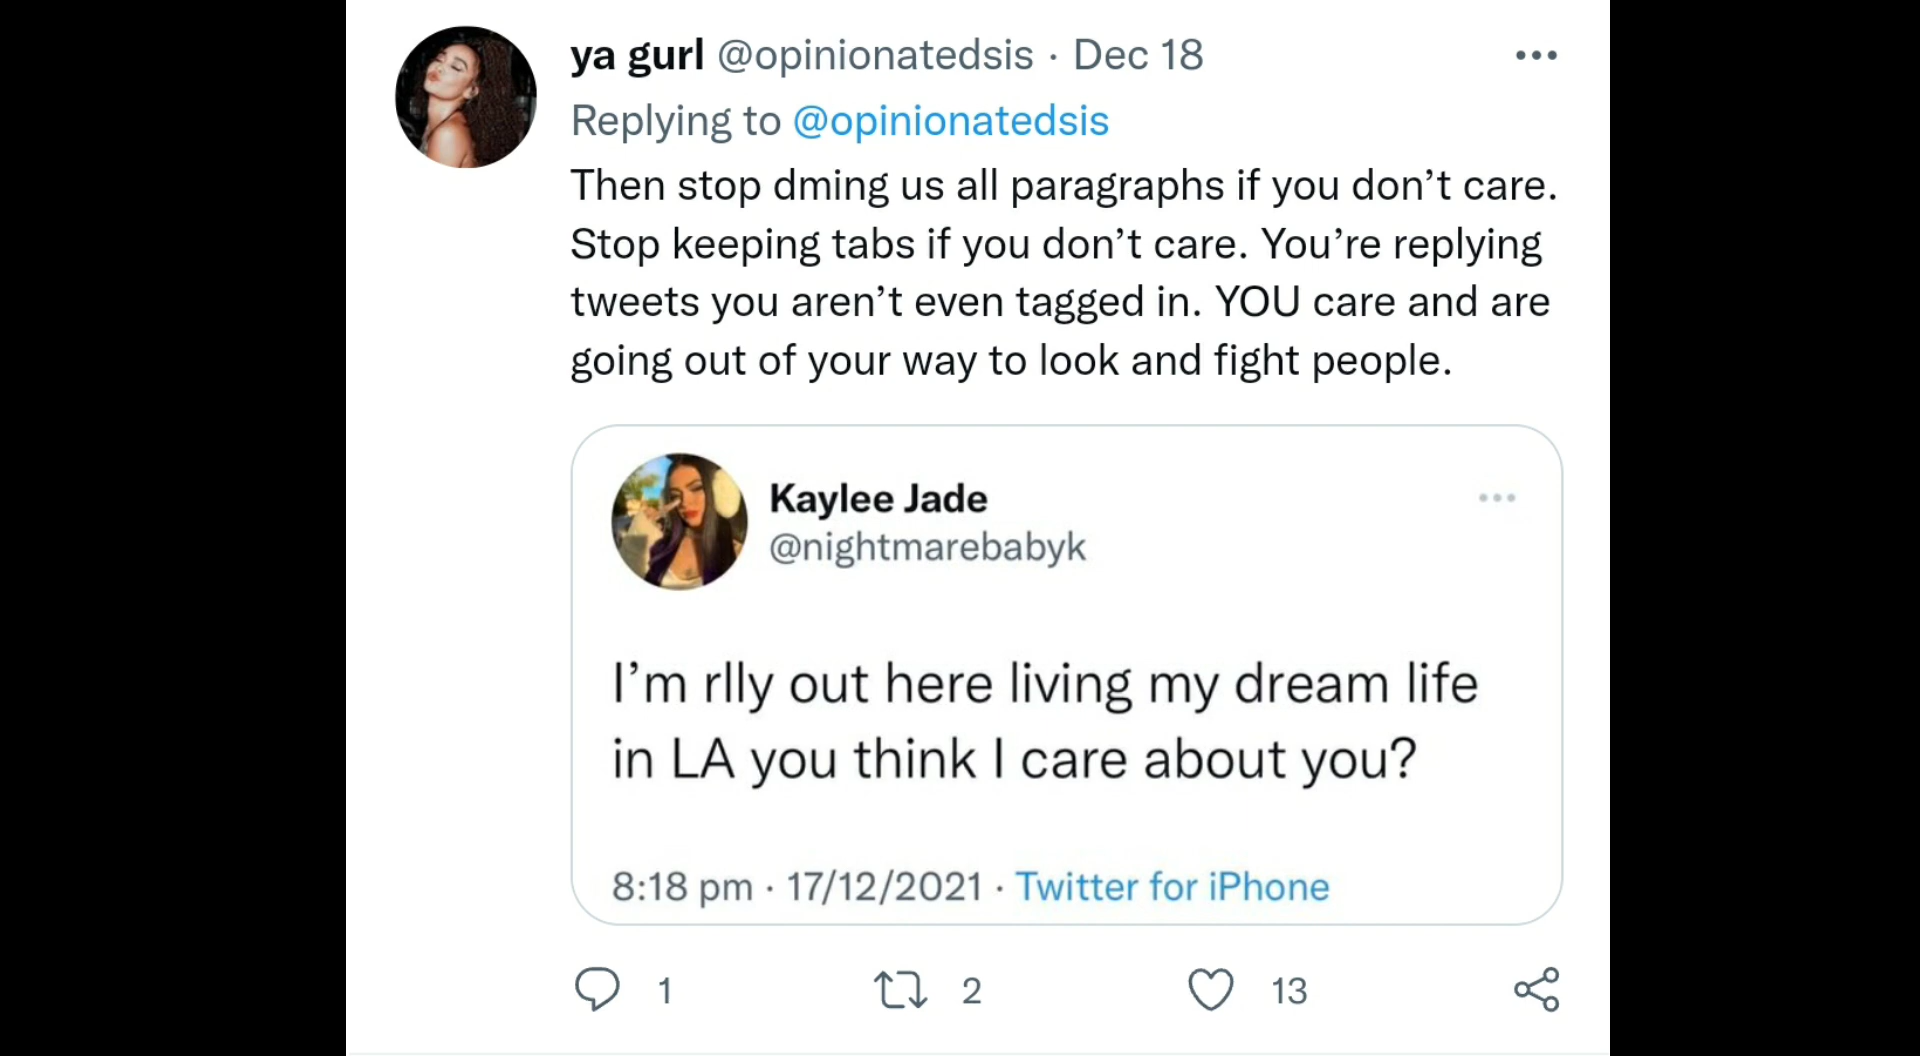 ya gurl @opinionatedsis · Dec 18
Replying to @opinionatedsis
Then stop dming us all paragraphs if you don’t care.
Stop keeping tabs if you don’t care. You’re replying
tweets you aren’t even tagged in. YOU care and are
going out of your way to look and fight people.
Kaylee Jade
@nightmarebabyk
I’m rlly out here living my dream life
in LA you think I care about you?
8:18 pm · 17/12/2021 · Twitter for iPhone
1 2 13